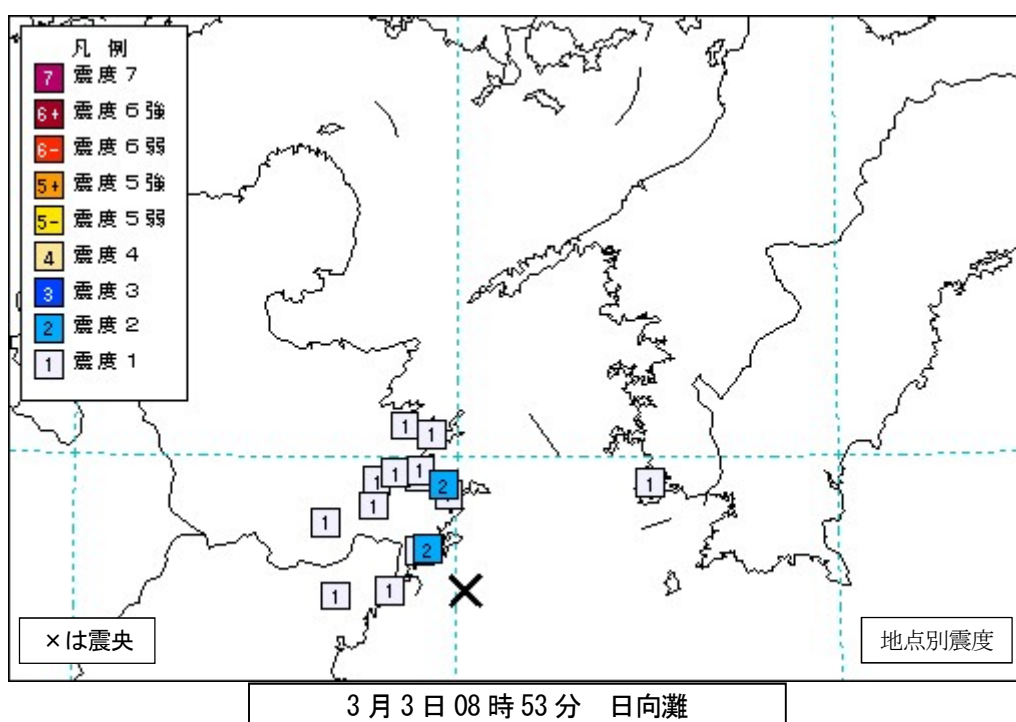 凡 例
7 震度7
6+ 震度6強
6- 震度6弱
5+ 震度5強
5- 震度5弱
4 震度4
3 震度3
2 震度2
1 震度1
1
1
1
1
1
2
1
1
1
1
2
1
1
×は震央
地点別震度
3月3日08時53分 日向灘